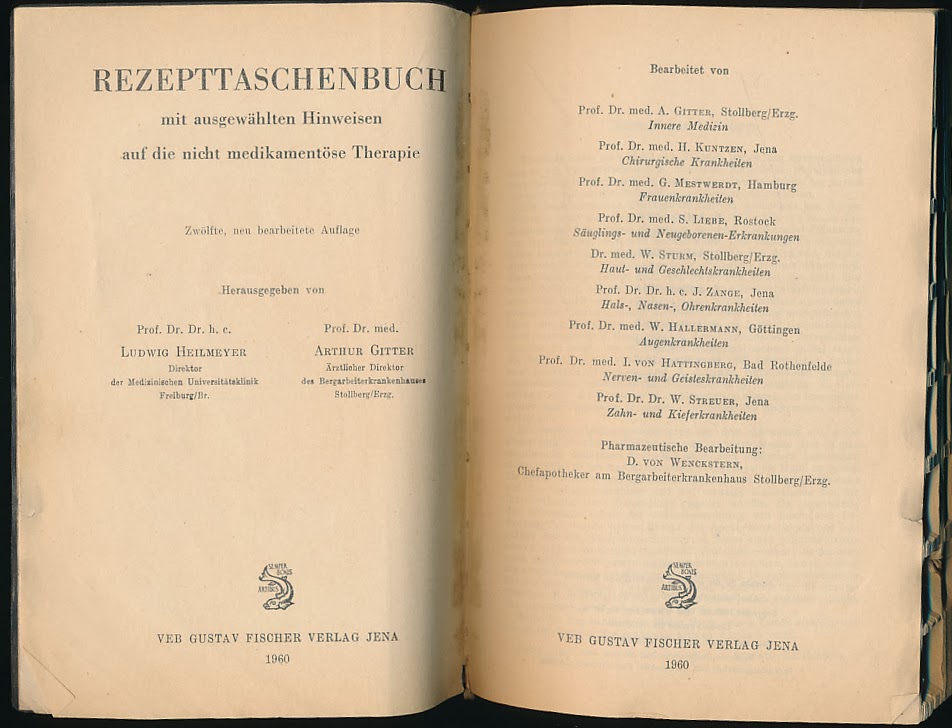 REZEPTTASCHENBUCH
mit ausgewählten Hinweisen
auf die nicht medikamentöse Therapie
Zwölfte, neu bearbeitete Auflage
Herausgegeben von
Prof. Dr. Dr. h. c.
LUDWIG HEILMEYER
Direktor
der Medizinischen Universitätsklinik
Freiburg/Br.
Prof. Dr. med.
ARTHUR GITTER
Ärztlicher Direktor
des Bergarbeiterkrankenhauses
Stollberg/Erzg.
SEMPER
BONIS
ARTIBUS
VEB GUSTAV FISCHER VERLAG JENA
1960
Bearbeitet von
Prof. Dr. med. A. GITTER, Stollberg/Erzg.
Innere Medizin
Prof. Dr. med. H. KUNTZEN, Jena
Chirurgische Krankheiten
Prof. Dr. med. G. MESTWERDT, Hamburg
Frauenkrankheiten
Prof. Dr. med. S. LIEBE, Rostock
Säuglings- und Neugeborenen-Erkrankungen
Dr. med. W. STURM, Stollberg/Erzg.
Haut- und Geschlechtskrankheiten
Prof. Dr. Dr. h. c. J. ZANGE, Jena
Hals-, Nasen-, Ohrenkrankheiten
Prof. Dr. med. W. HALLERMANN, Göttingen
Augenkrankheiten
Prof. Dr. med. I. VON HATTINGBERG, Bad Rothenfelde
Nerven- und Geisteskrankheiten
Prof. Dr. Dr. W. STREUER, Jena
Zahn- und Kieferkrankheiten
Pharmazeutische Bearbeitung:
D. VON WENCKSTERN,
Chefapotheker am Bergarbeiterkrankenhaus Stollberg/Erzg.
SEMPER
BONIS
ARTIBUS
VEB GUSTAV FISCHER VERLAG JENA
1960